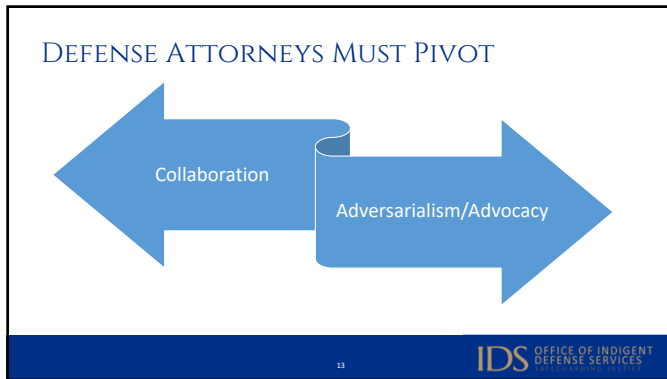 DEFENSE ATTORNEYS MUST PIVOT
Collaboration
Adversarialism/Advocacy
13
IDS OFFICE OF INDIGENT
DEFENSE SERVICES
SAFEGUARDING JUSTICE